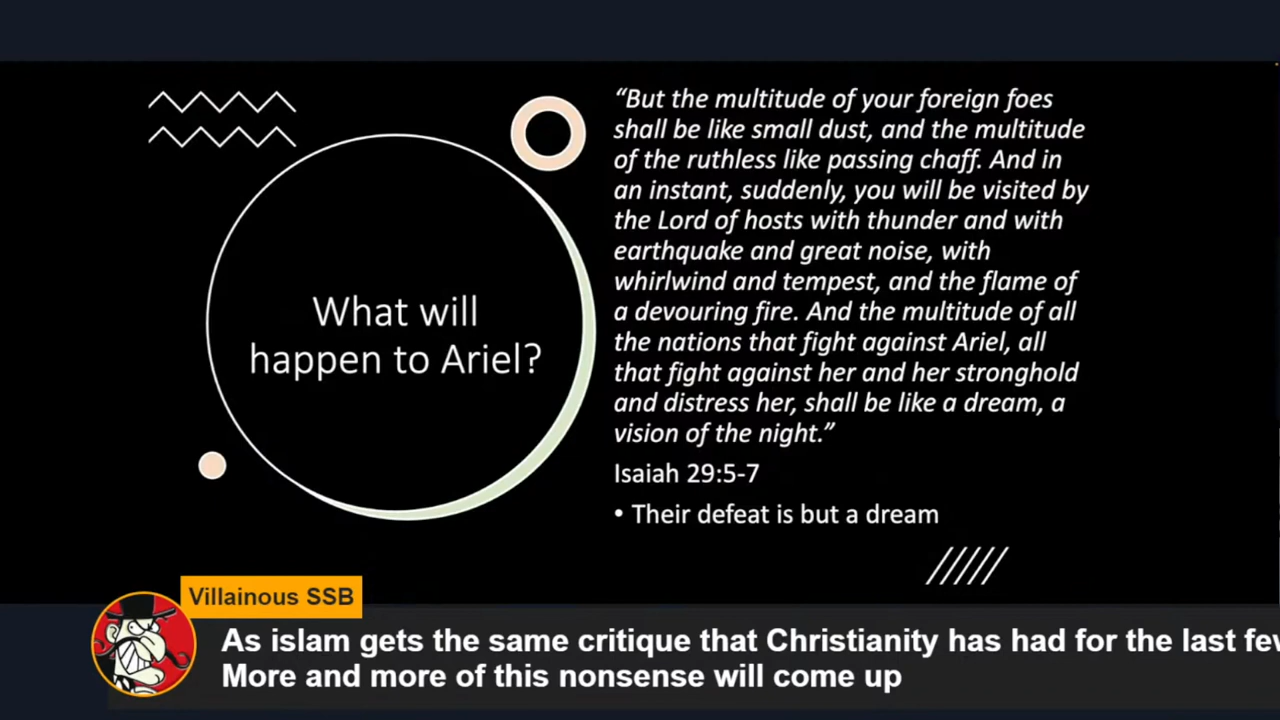 What will
happen to Ariel?
“But the multitude of your foreign foes
shall be like small dust, and the multitude
of the ruthless like passing chaff. And in
an instant, suddenly, you will be visited by
the Lord of hosts with thunder and with
earthquake and great noise, with
whirlwind and tempest, and the flame of
a devouring fire. And the multitude of all
the nations that fight against Ariel, all
that fight against her and her stronghold
and distress her, shall be like a dream, a
vision of the night.”
Isaiah 29:5-7
• Their defeat is but a dream
Villainous SSB
As islam gets the same critique that Christianity has had for the last few
More and more of this nonsense will come up